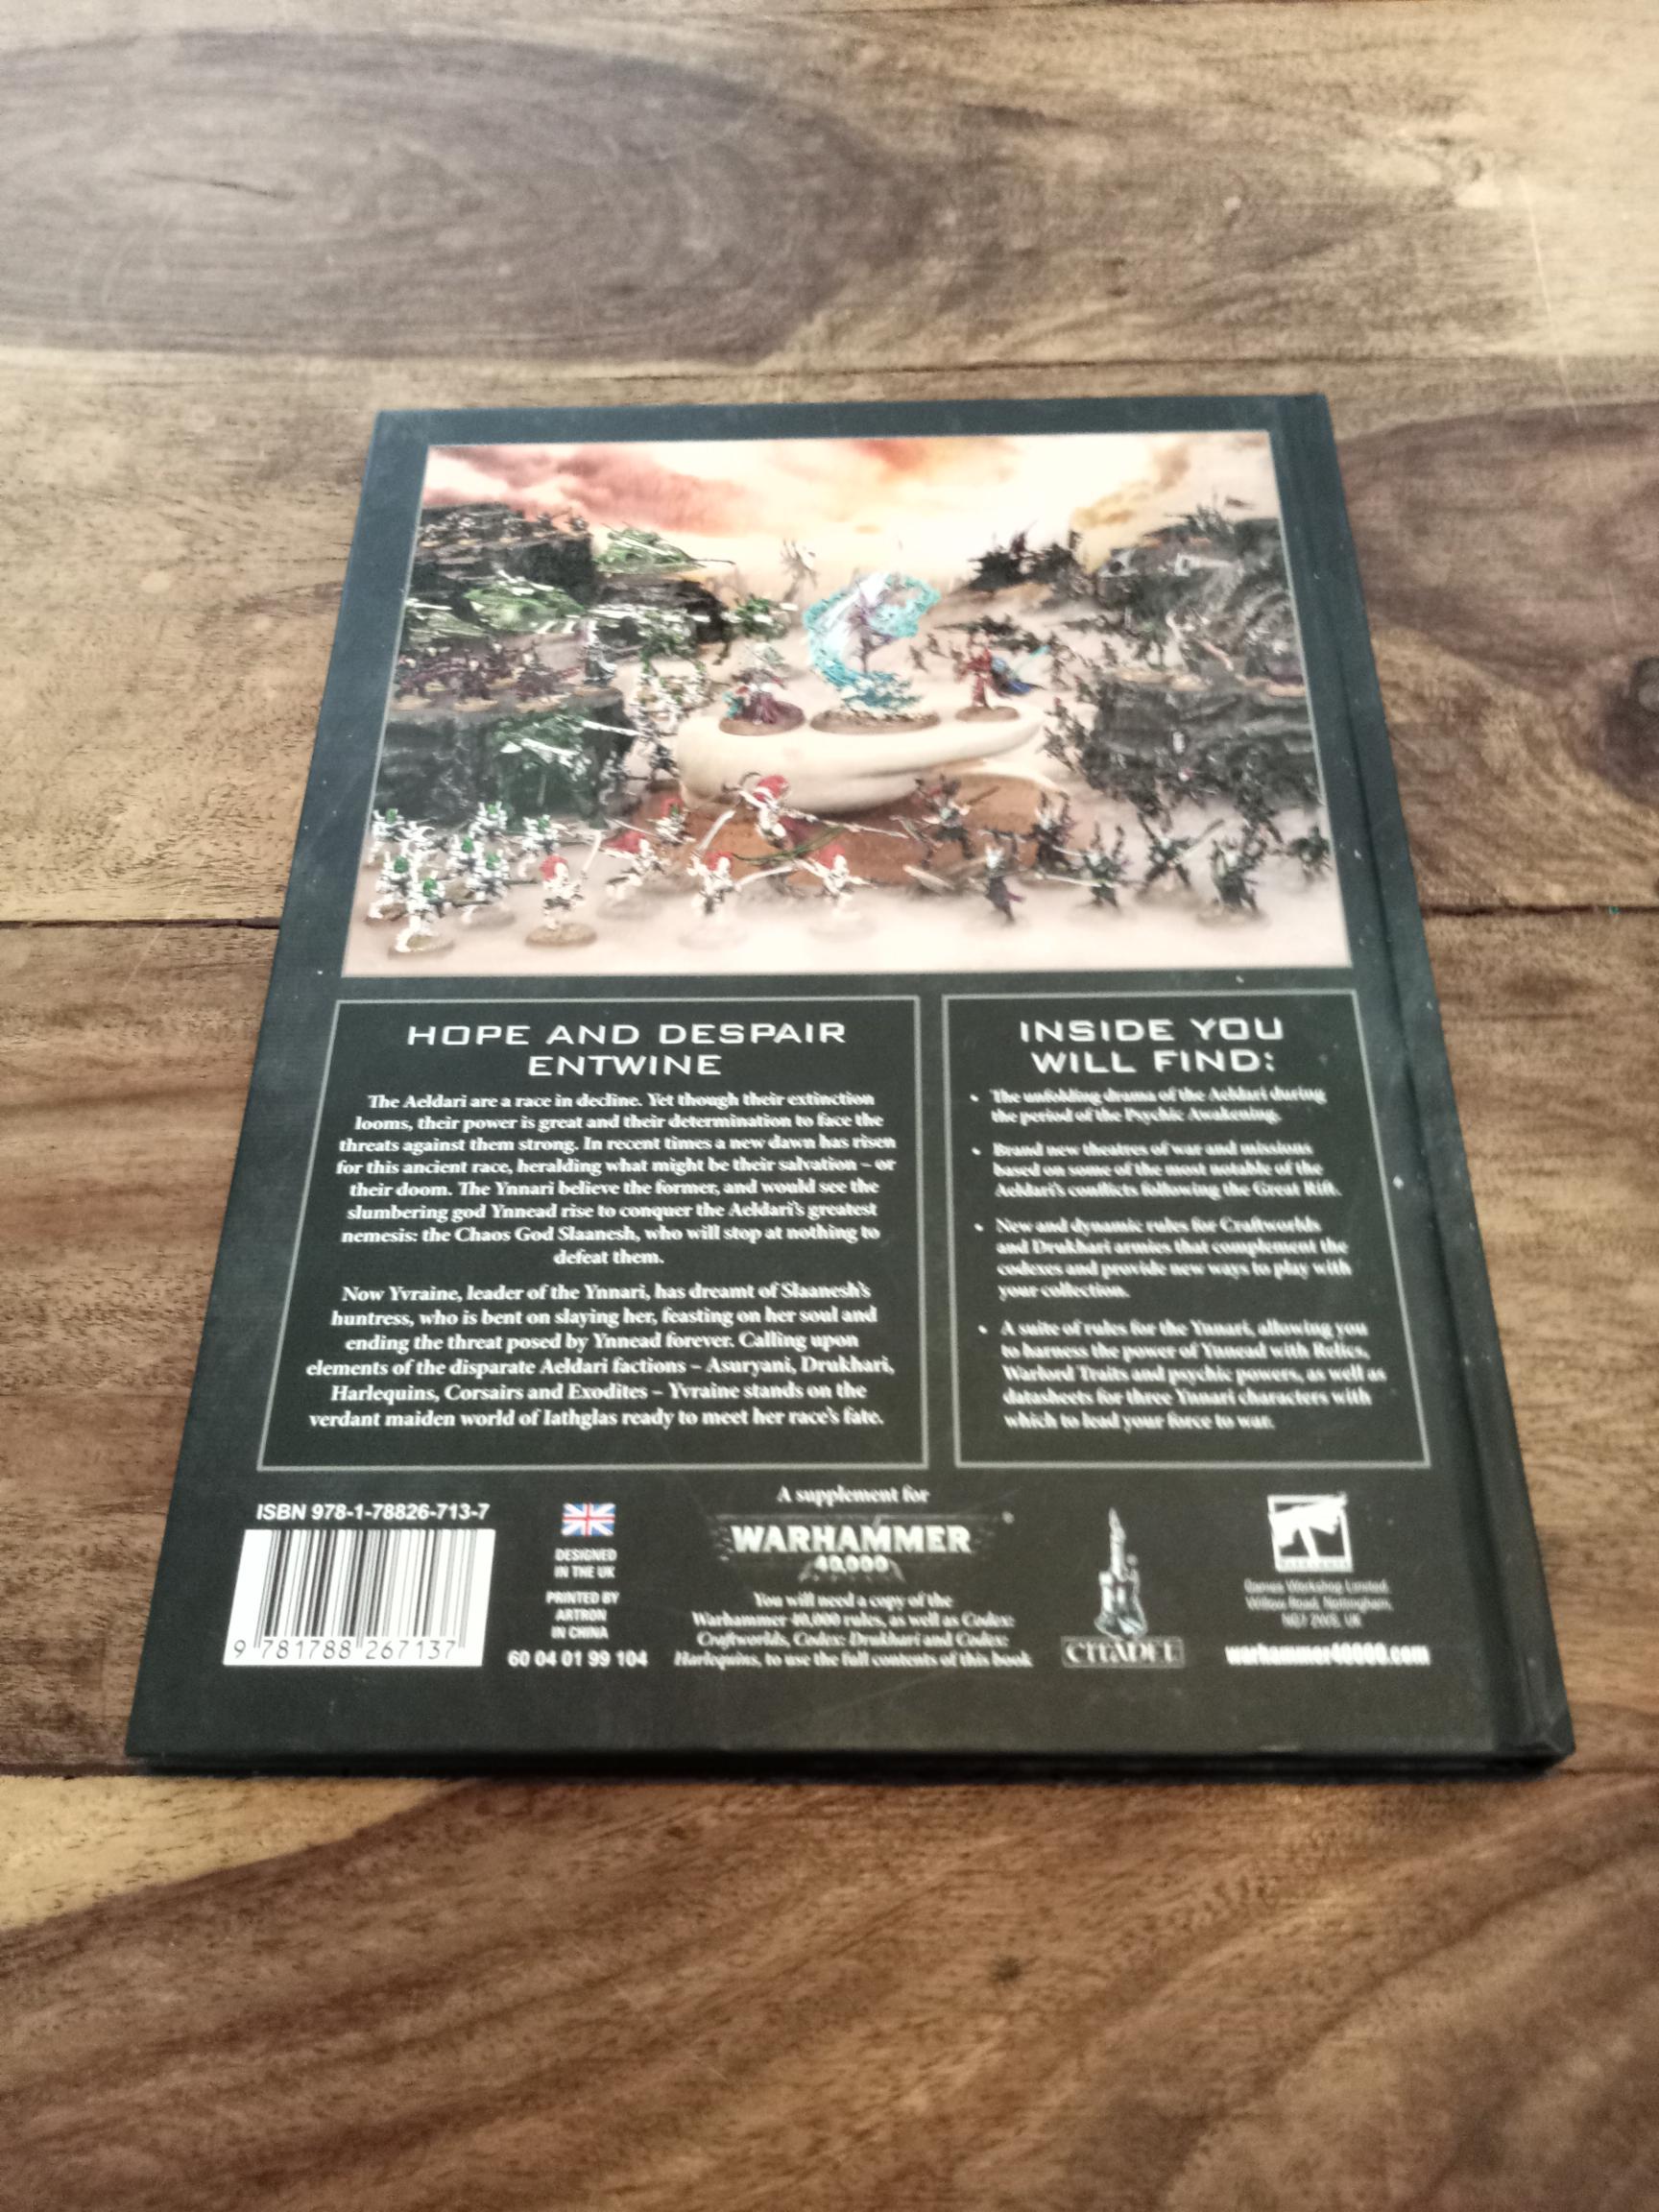 HOPE AND DESPAIR
ENTWINE
The Aeldari are a race in decline. Yet though their extinction
looms, their power is great and their determination to face the
threats against them strong. In recent times a new dawn has risen
for this ancient race, heralding what might be their salvation – or
their doom. The Ynnari believe the former, and would see the
slumbering god Ynnead rise to conquer the Aeldari's greatest
nemesis: the Chaos God Slaanesh, who will stop at nothing to
defeat them.
Now Yvraine, leader of the Ynnari, has dreamt of Slaanesh's
huntress, who is bent on slaying her, feasting on her soul and
ending the threat posed by Ynnead forever. Calling upon
elements of the disparate Aeldari factions – Asuryani, Drukhari,
Harlequins, Corsairs and Exodites – Yvraine stands on the
verdant maiden world of Iathglas ready to meet her race's fate.
INSIDE YOU
WILL FIND:
• The unfolding drama of the Aeldari during
the period of the Psychic Awakening.
• Brand new theatres of war and missions
based on some of the most notable of the
Aeldari's conflicts following the Great Rift.
• New and dynamic rules for Craftworlds
and Drukhari armies that complement the
codexes and provide new ways to play with
your collection.
• A suite of rules for the Ynnari, allowing you
to harness the power of Ynnead with Relics,
Warlord Traits and psychic powers, as well as
datasheets for three Ynnari characters with
which to lead your force to war.
ISBN 978-1-78826-713-7
9 781788 267137
DESIGNED
IN THE UK
PRINTED BY
ARTRON
IN CHINA
60 04 01 99 104
A supplement for
WARHAMMER
40,000
You will need a copy of the
Warhammer 40,000 rules, as well as Codex:
Craftworlds, Codex: Drukhari and Codex:
Harlequins, to use the full contents of this book
CITADEL
Games Workshop Limited,
Willow Road, Nottingham,
NG7 2WS, UK
warhammer40000.com